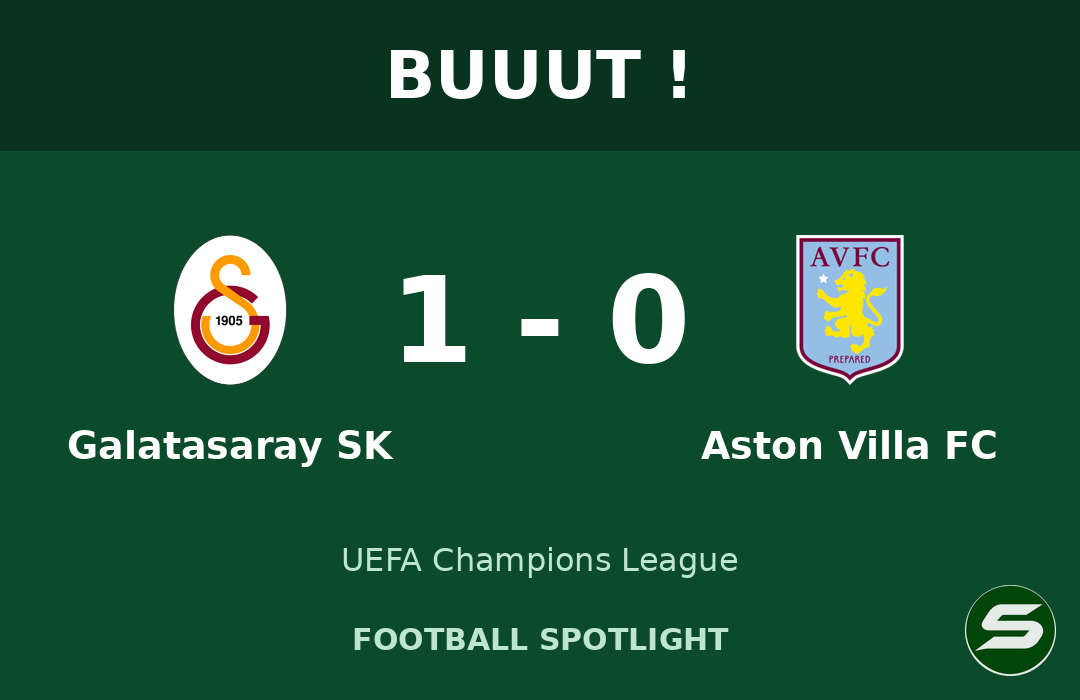 BUUUT !
1905
1 - 0
AVFC
PREPARED
Galatasaray SK
Aston Villa FC
UEFA Champions League
FOOTBALL SPOTLIGHT
S